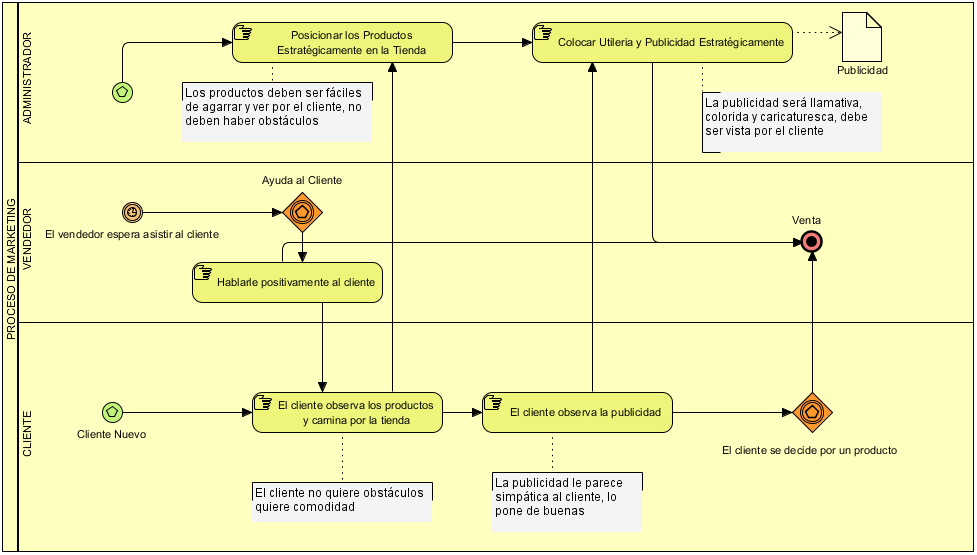 PROCESO DE MARKETING
ADMINISTRADOR
Posicionar los Productos
Estratégicamente en la Tienda
Colocar Utileria y Publicidad Estratégicamente
Publicidad
Los productos deben ser fáciles
de agarrar y ver por el cliente, no
deben haber obstáculos
La publicidad será llamativa,
colorida y caricaturesca, debe
ser vista por el cliente
VENDEDOR
Ayuda al Cliente
El vendedor espera asistir al cliente
Venta
Hablarle positivamente al cliente
CLIENTE
Cliente Nuevo
El cliente observa los productos
y camina por la tienda
El cliente observa la publicidad
El cliente se decide por un producto
El cliente no quiere obstáculos
quiere comodidad
La publicidad le parece
simpática al cliente, lo
pone de buenas